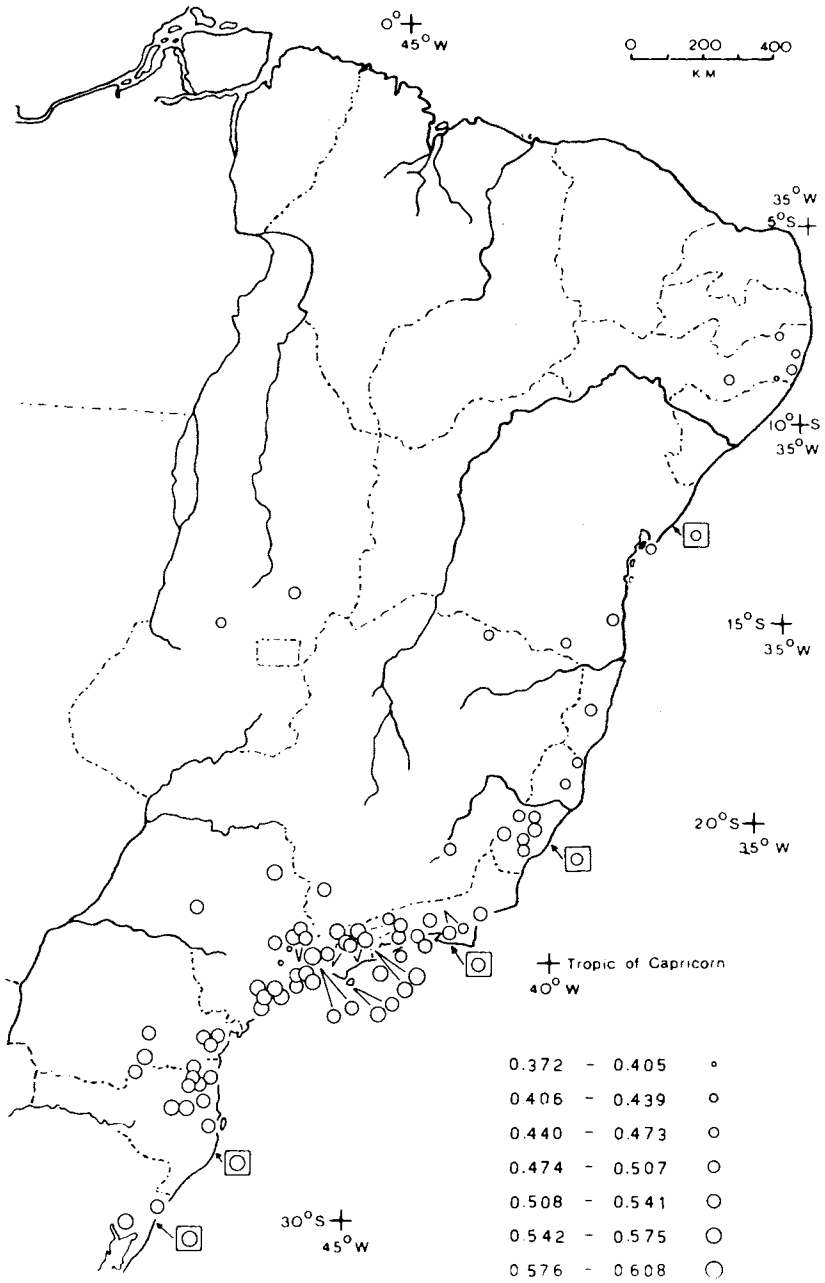 0° +
45° W
0 200 400
KM
35° W
5° S +
10° + S
35° W
15° S +
35° W
20° S +
35° W
+ Tropic of Capricorn
40° W
0.372 - 0.405
0.406 - 0.439
0.440 - 0.473
0.474 - 0.507
0.508 - 0.541
0.542 - 0.575
0.576 - 0.608
30° S +
45° W